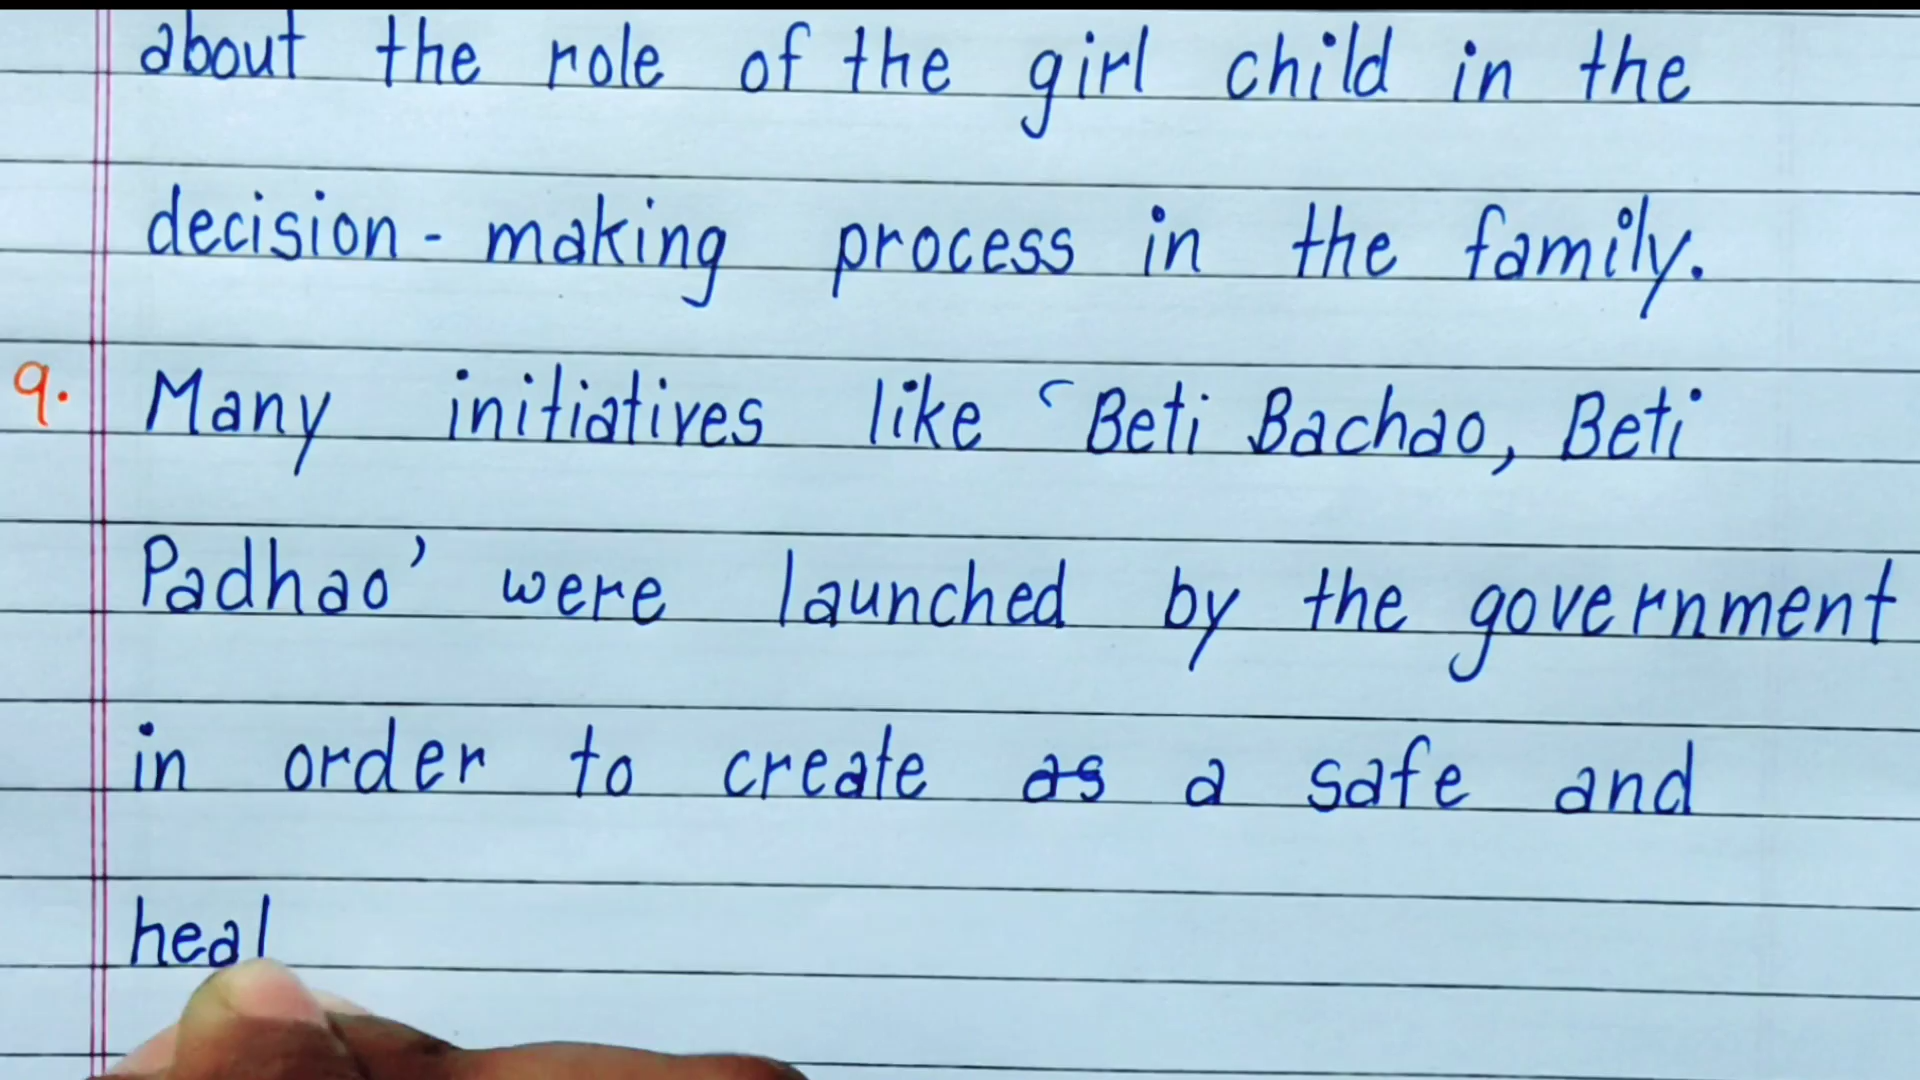 about the role of the girl child in the
decision-making process in the family.
9. Many initiatives like 'Beti Bachao, Beti
Padhao' were launched by the government
in order to create as a safe and
heal